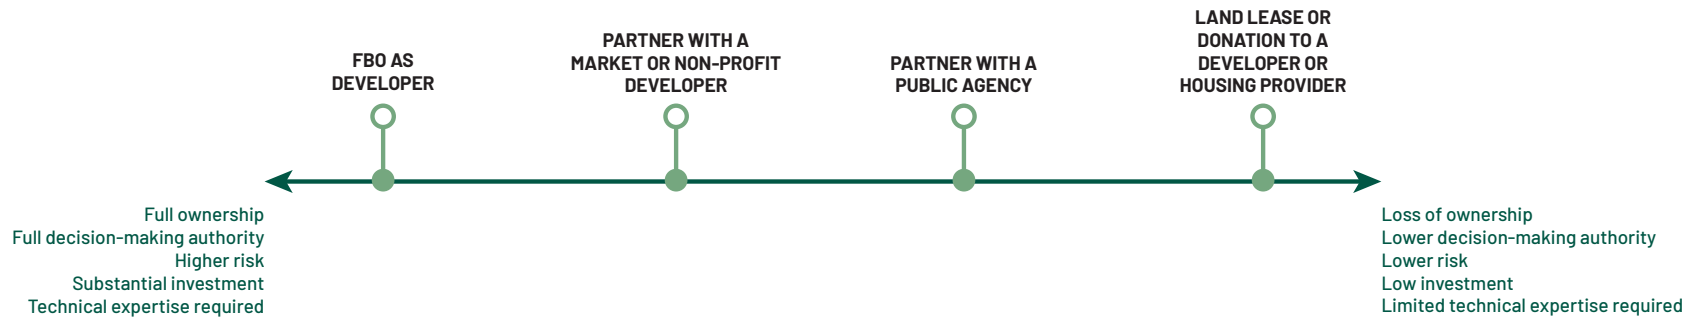 FBO AS
DEVELOPER
PARTNER WITH A
MARKET OR NON-PROFIT
DEVELOPER
PARTNER WITH A
PUBLIC AGENCY
LAND LEASE OR
DONATION TO A
DEVELOPER OR
HOUSING PROVIDER
Full ownership
Full decision-making authority
Higher risk
Substantial investment
Technical expertise required
Loss of ownership
Lower decision-making authority
Lower risk
Low investment
Limited technical expertise required